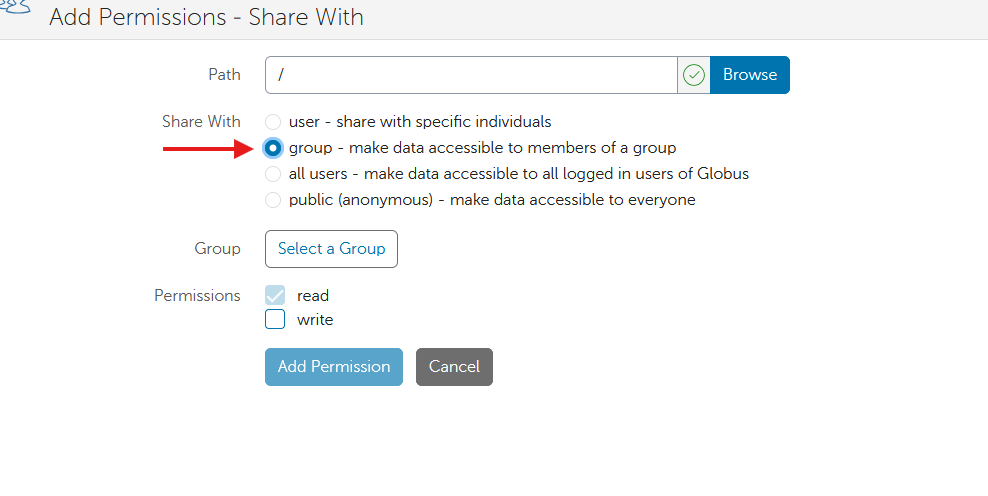 Add Permissions - Share With
Path / Browse
Share With user - share with specific individuals
group - make data accessible to members of a group
all users - make data accessible to all logged in users of Globus
public (anonymous) - make data accessible to everyone
Group Select a Group
Permissions read
write
Add Permission Cancel